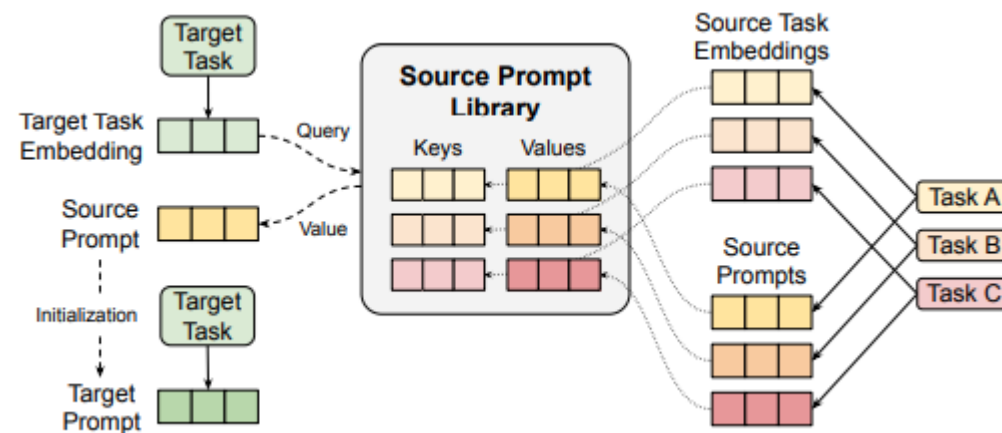 Target
Task
Target Task
Embedding
Query
Source
Prompt
Value
Initialization
Target
Task
Target
Prompt
Source Prompt
Library
Keys
Values
Source Task
Embeddings
Source
Prompts
Task A
Task B
Task C